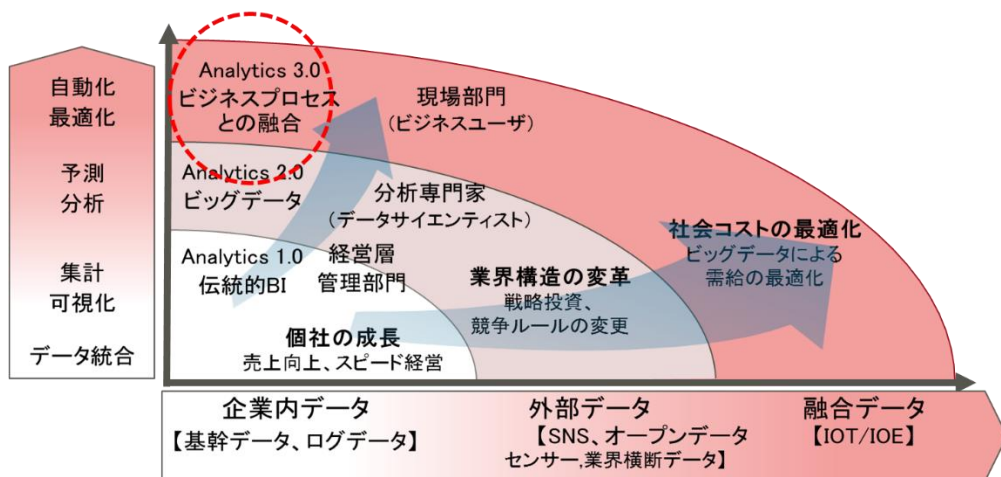 自動化
最適化
予測
分析
集計
可視化
データ統合
Analytics 3.0
ビジネスプロセス
との融合
現場部門
(ビジネスユーザ)
Analytics 2.0
ビッグデータ
分析専門家
(データサイエンティスト)
Analytics 1.0
伝統的BI
経営層
管理部門
個社の成長
売上向上、スピード経営
業界構造の変革
戦略投資、
競争ルールの変更
社会コストの最適化
ビッグデータによる
需給の最適化
企業内データ
【基幹データ、ログデータ】
外部データ
【SNS、オープンデータ
センサー,業界横断データ】
融合データ
【IOT/IOE】